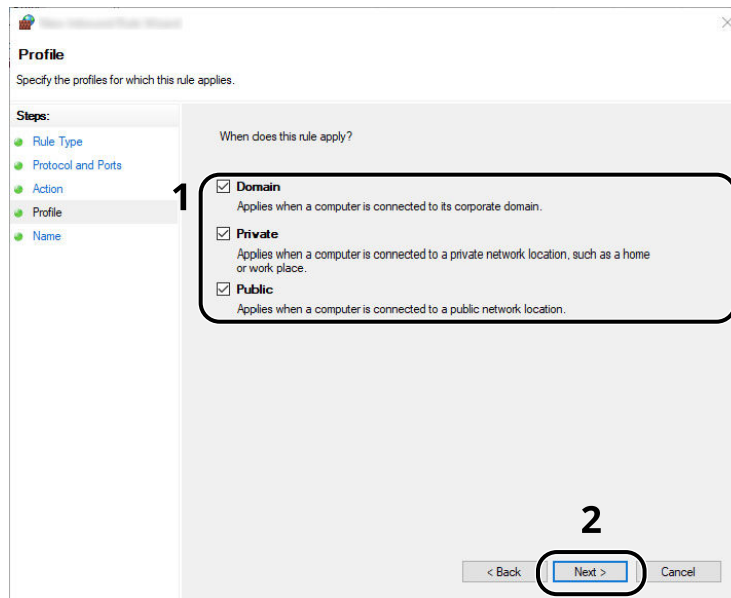 Profile
Specify the profiles for which this rule applies.
Steps:
Rule Type
Protocol and Ports
Action
Profile
Name
When does this rule apply?
1
Domain
Applies when a computer is connected to its corporate domain.
Private
Applies when a computer is connected to a private network location, such as a home
or work place.
Public
Applies when a computer is connected to a public network location.
2
< Back
Next >
Cancel